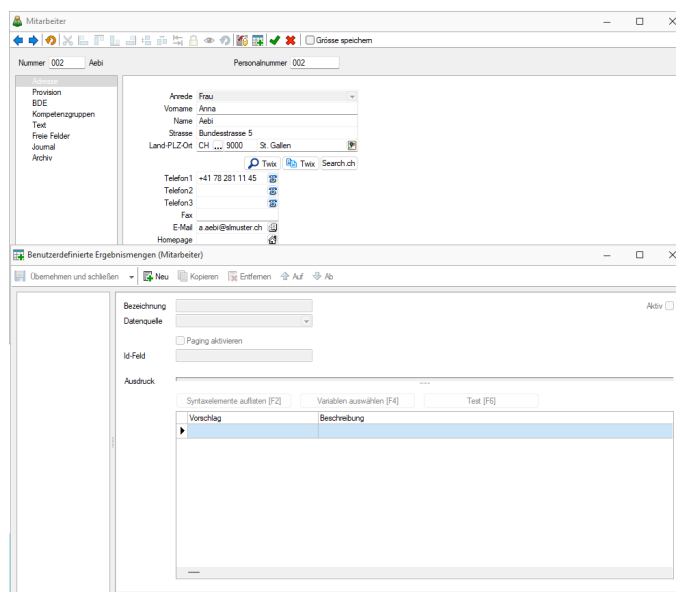 Mitarbeiter
Grösse speichern
Nummer 002 Aebi Personalnummer 002
Adresse
Provision
BDE
Kompetenzgruppen
Text
Freie Felder
Journal
Archiv
Anrede Frau
Vorname Anna
Name Aebi
Strasse Bundesstrasse 5
Land-PLZ-Ort CH ... 9000 St. Gallen
Twix Twix Search.ch
Telefon1 +41 78 281 11 45
Telefon2
Telefon3
Fax
E-Mail a.aebi@slmuster.ch
Homepage
Benutzerdefinierte Ergebnismengen (Mitarbeiter)
Übernehmen und schließen Neu Kopieren Entfernen Auf Ab
Bezeichnung Aktiv
Datenquelle
Paging aktivieren
Id-Feld
Ausdruck
Syntaxelemente auflisten [F2] Variablen auswählen [F4] Test [F6]
Vorschlag Beschreibung